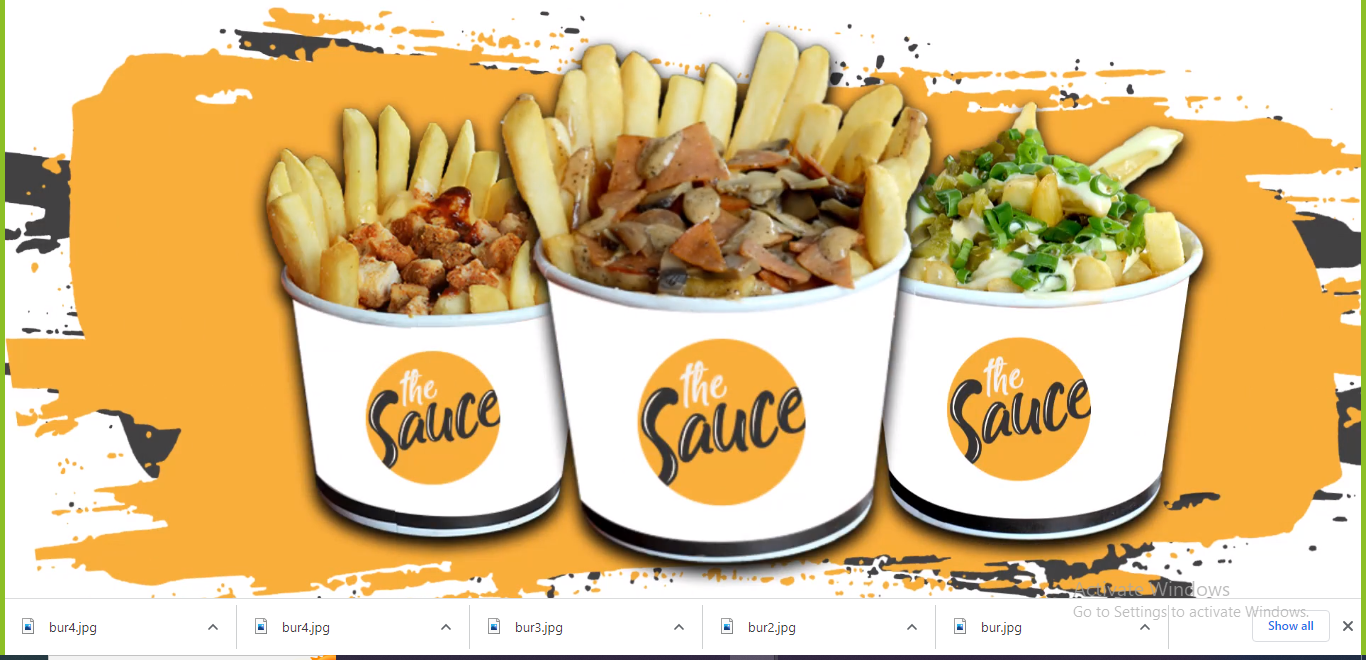 the
Sauce
the
Sauce
the
Sauce
Activate Windows
Go to Settings to activate Windows.
bur4.jpg
bur4.jpg
bur3.jpg
bur2.jpg
bur.jpg
Show all